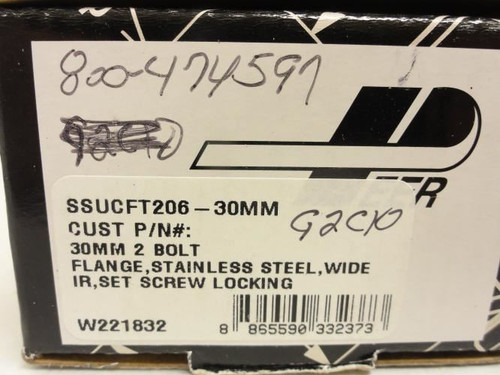 800-474597
PEER
SSUCFT206-30MM
CUST P/N#: G2C10
30MM 2 BOLT
FLANGE,STAINLESS STEEL,WIDE
IR,SET SCREW LOCKING
W221832
8 865590 332373